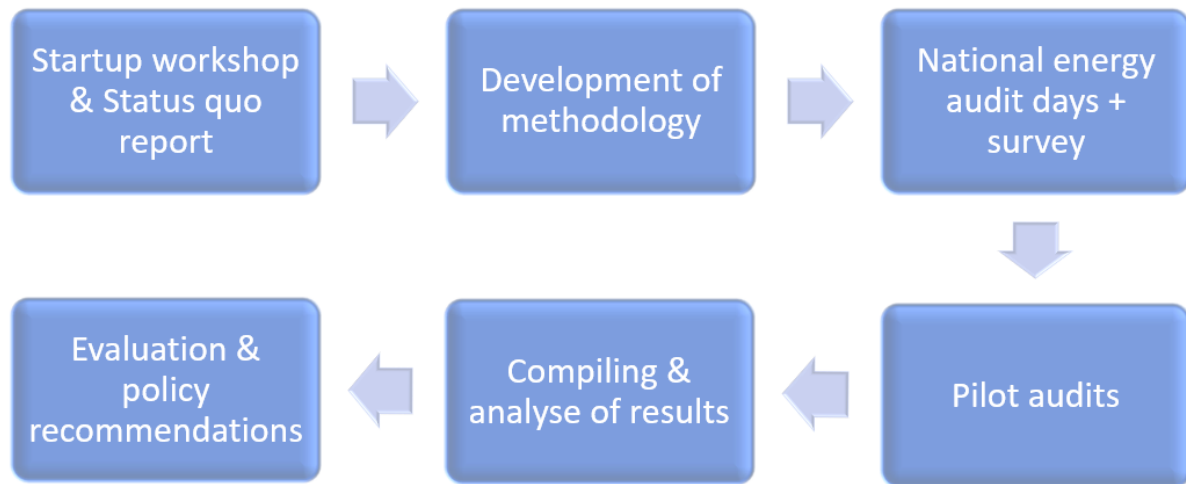 Startup workshop
& Status quo
report
Development of
methodology
National energy
audit days +
survey
Pilot audits
Compiling &
analyse of results
Evaluation &
policy
recommendations